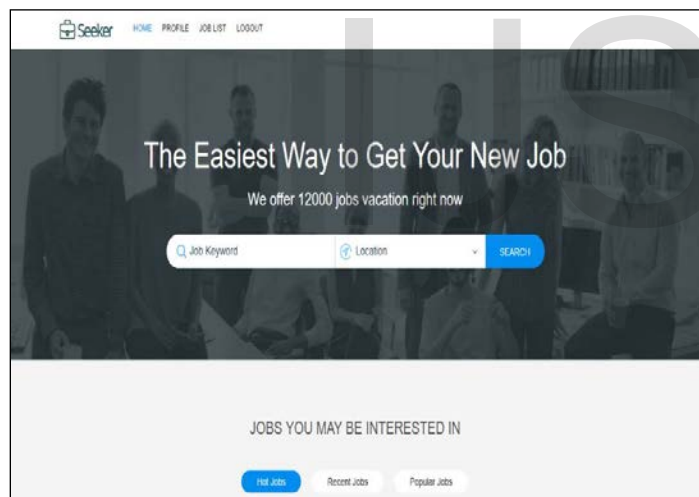 Seeker HOME PROFILE JOB LIST LOGOUT
The Easiest Way to Get Your New Job
We offer 12000 jobs vacation right now
Job Keyword Location SEARCH
JOBS YOU MAY BE INTERESTED IN
Hot Jobs Recent Jobs Popular Jobs